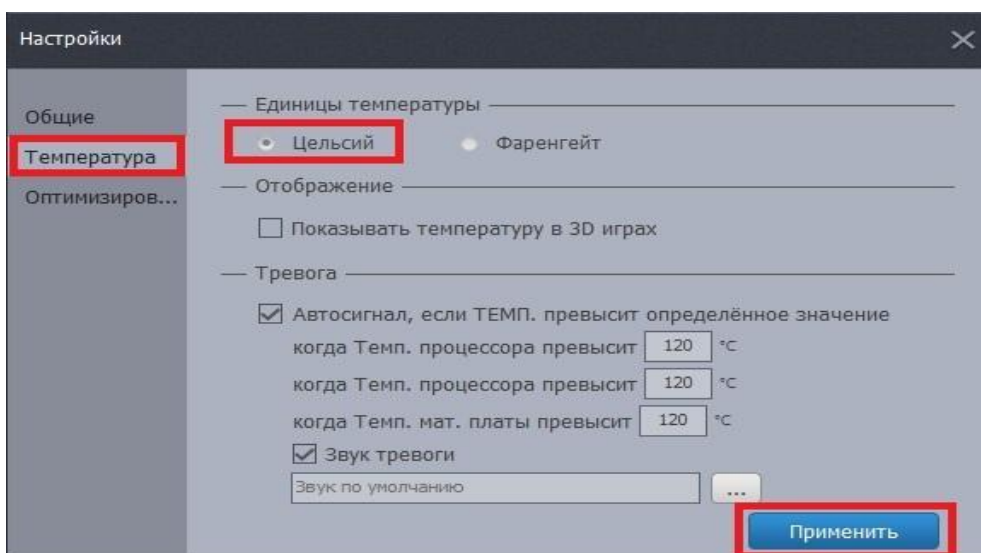 Настройки
Общие
Температура
Оптимизиров...
Единицы температуры
Цельсий Фаренгейт
Отображение
Показывать температуру в 3D играх
Тревога
Автосигнал, если ТЕМП. превысит определённое значение
когда Темп. процессора превысит 120 °C
когда Темп. процессора превысит 120 °C
когда Темп. мат. платы превысит 120 °C
Звук тревоги
Звук по умолчанию ...
Применить